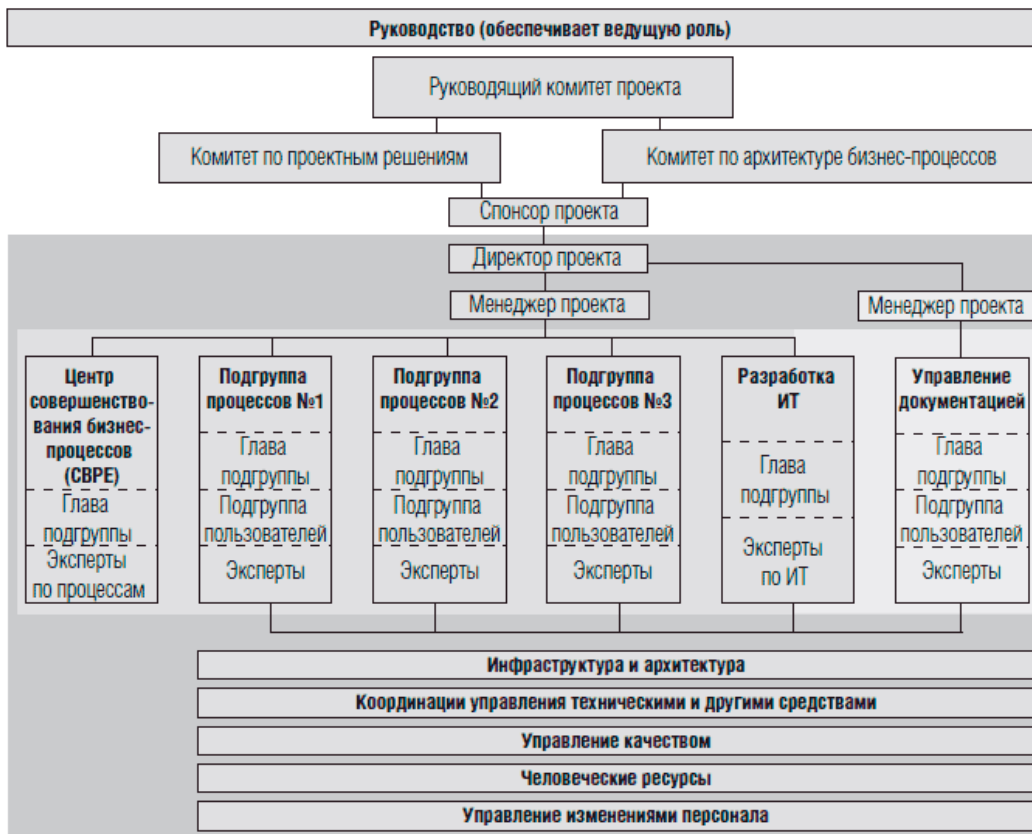 Руководство (обеспечивает ведущую роль)
Руководящий комитет проекта
Комитет по проектным решениям
Комитет по архитектуре бизнес-процессов
Спонсор проекта
Директор проекта
Менеджер проекта
Менеджер проекта
Центр
совершенство-
вания бизнес-
процессов
(CBPE)
Глава
подгруппы
Эксперты
по процессам
Подгруппа
процессов №1
Глава
подгруппы
Подгруппа
пользователей
Эксперты
Подгруппа
процессов №2
Глава
подгруппы
Подгруппа
пользователей
Эксперты
Подгруппа
процессов №3
Глава
подгруппы
Подгруппа
пользователей
Эксперты
Разработка
ИТ
Глава
подгруппы
Эксперты
по ИТ
Управление
документацией
Глава
подгруппы
Подгруппа
пользователей
Эксперты
Инфраструктура и архитектура
Координации управления техническими и другими средствами
Управление качеством
Человеческие ресурсы
Управление изменениями персонала